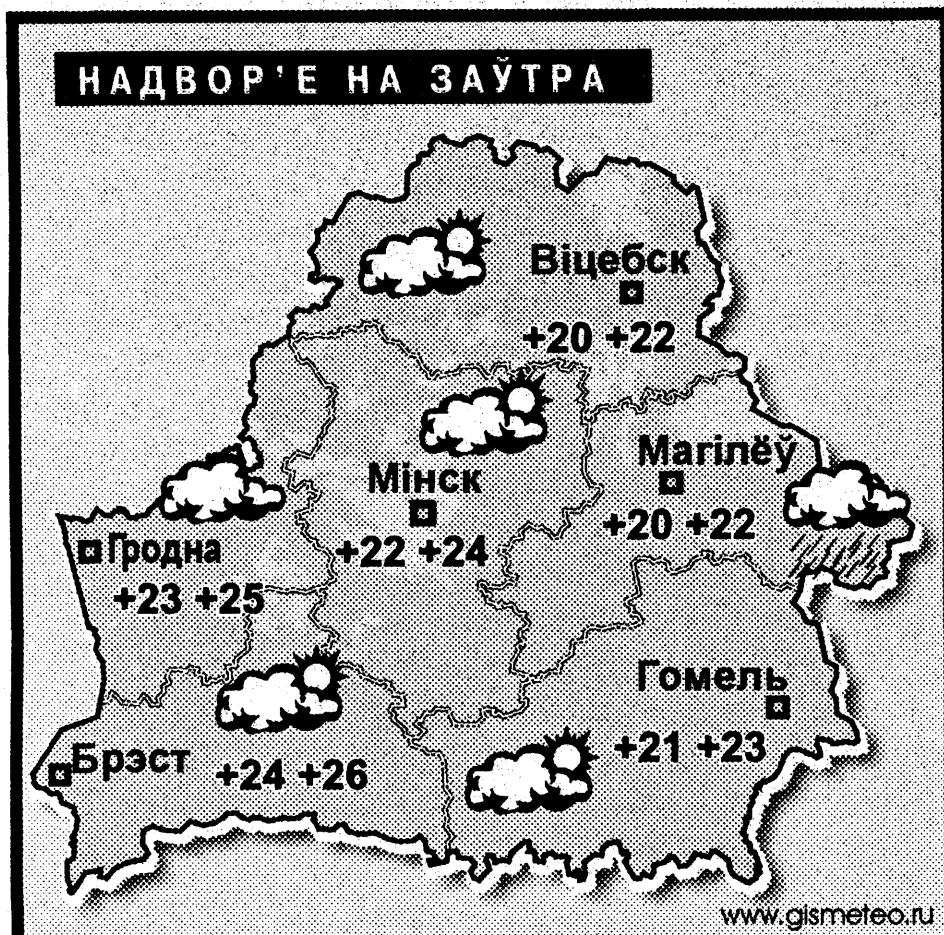 НАДВОР'Е НА ЗАЎТРА
Віцебск
+20 +22
Магілёў
+20 +22
Мінск
+22 +24
Гродна
+23 +25
Гомель
+21 +23
Брэст
+24 +26
www.gismeteo.ru